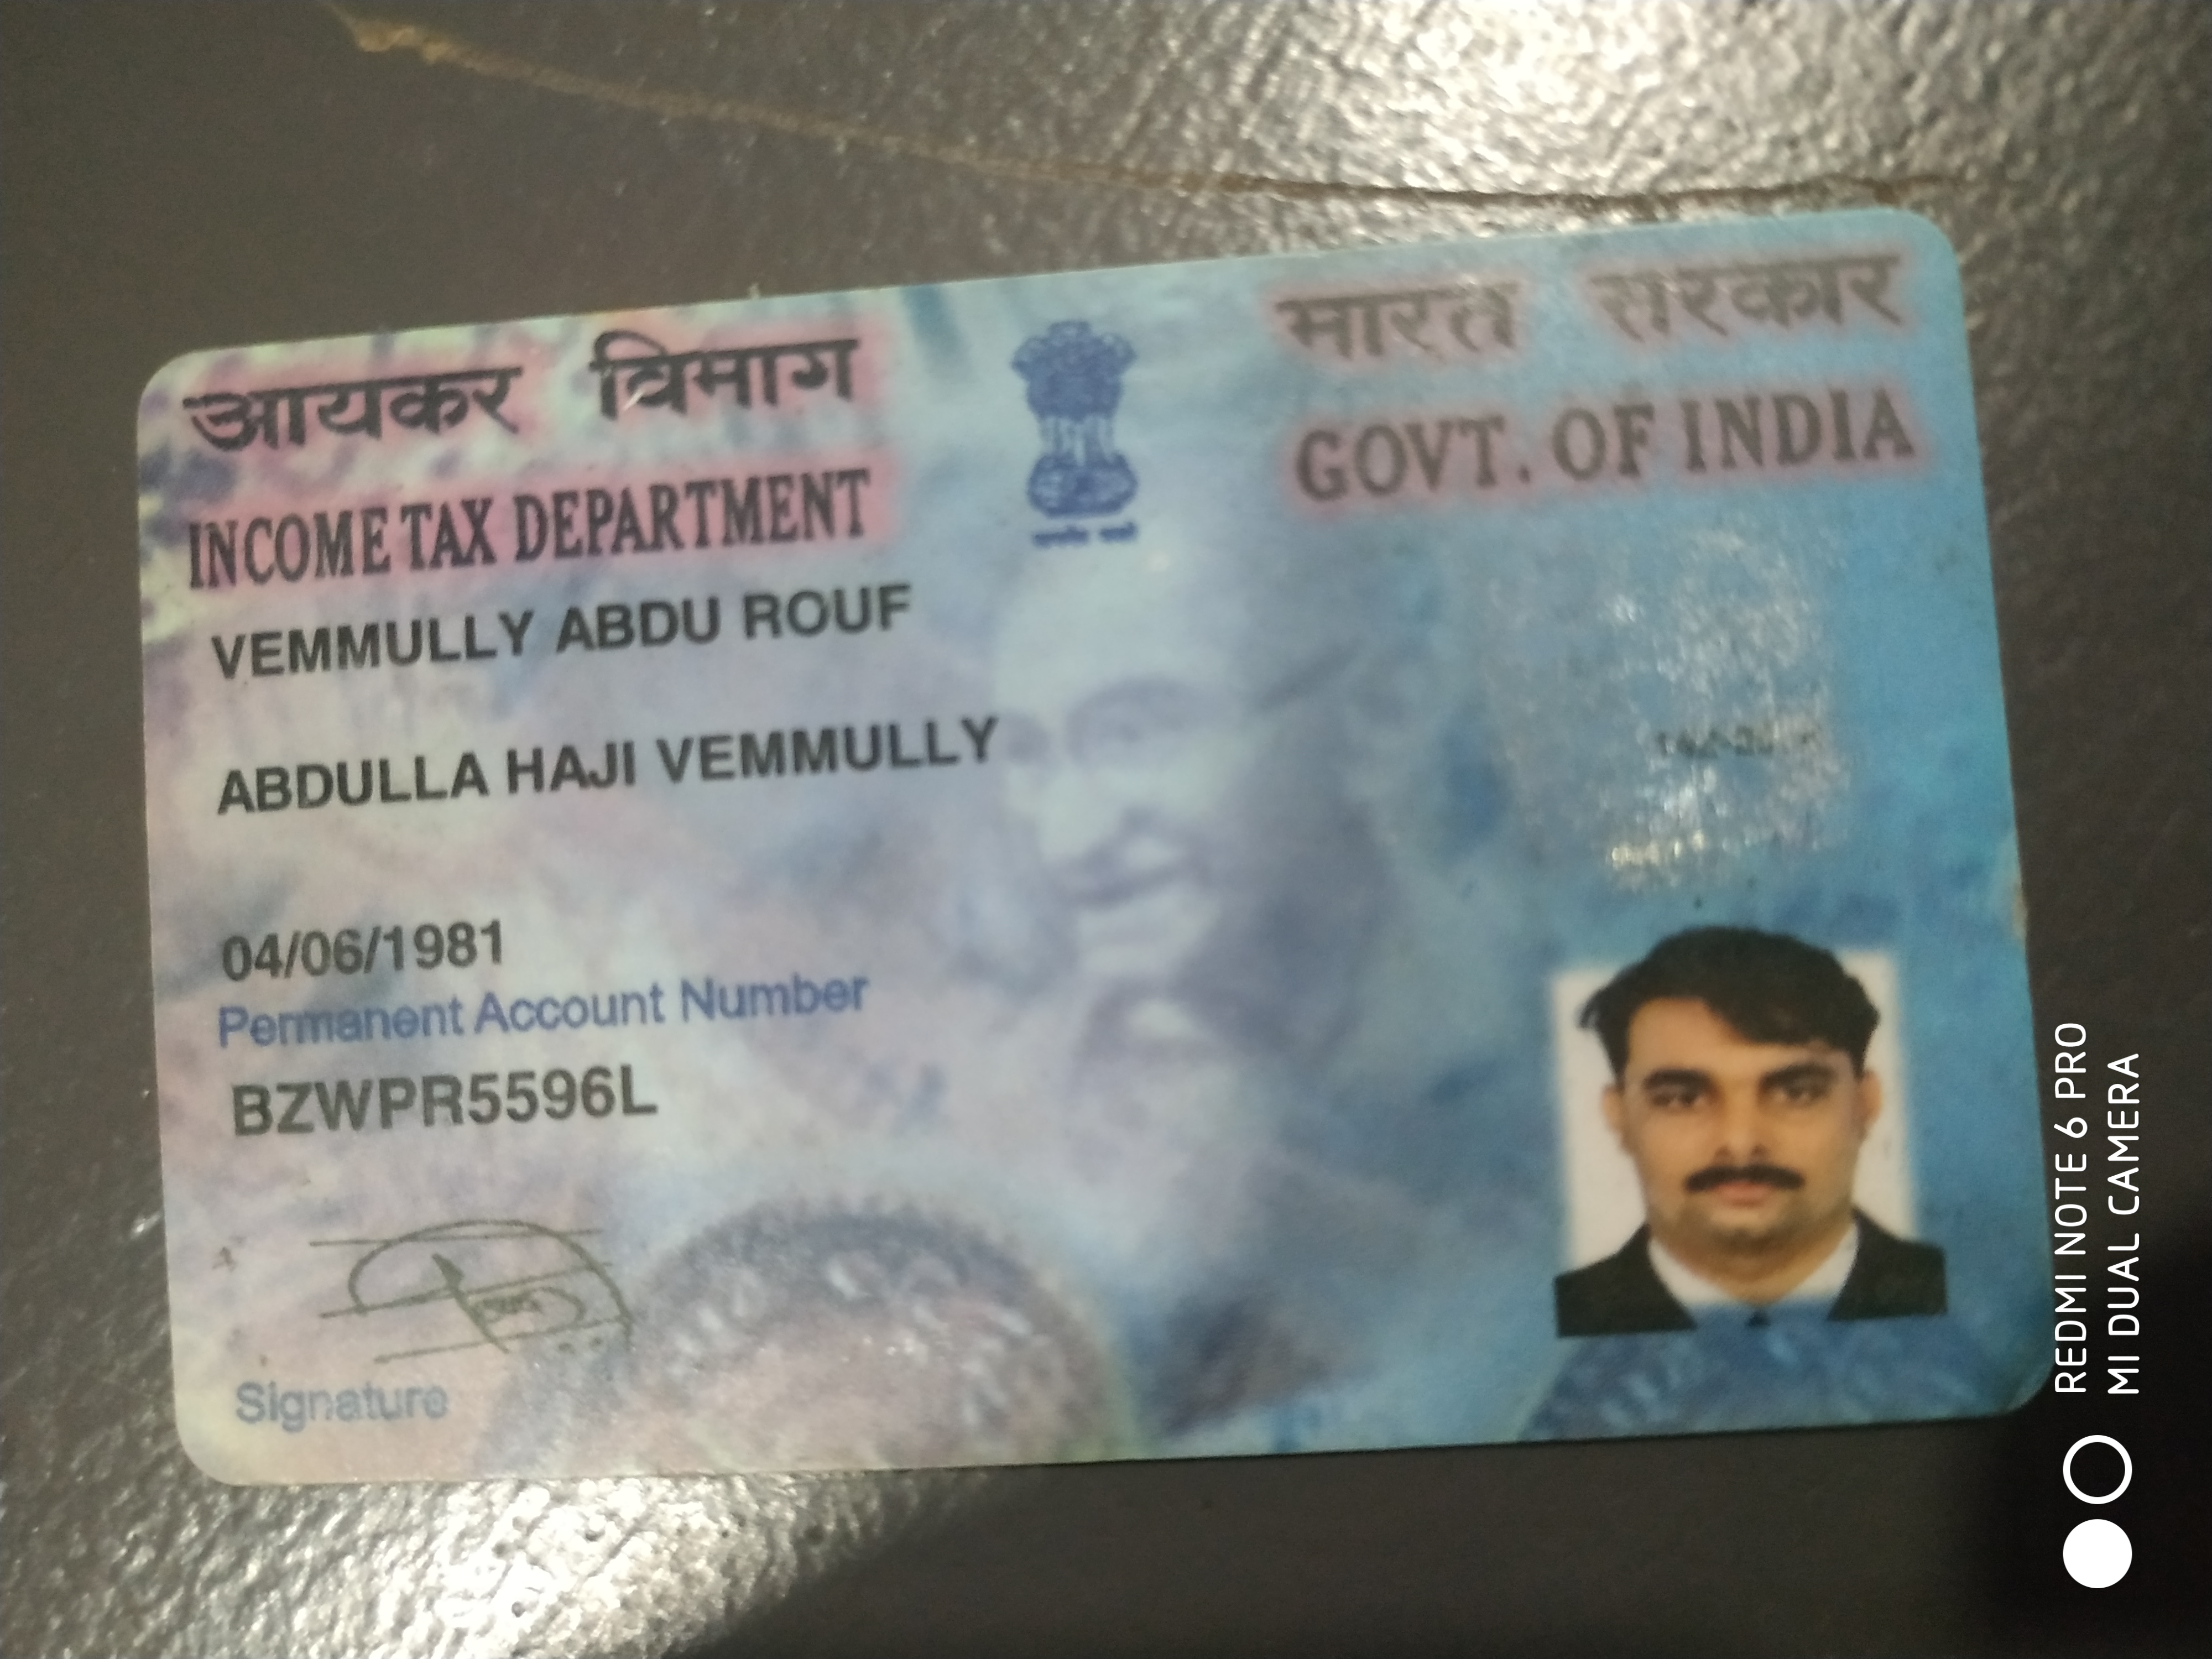 आयकर विभाग
INCOME TAX DEPARTMENT
भारत सरकार
GOVT. OF INDIA
VEMMULLY ABDU ROUF
ABDULLA HAJI VEMMULLY
04/06/1981
Permanent Account Number
BZWPR5596L
Signature
REDMI NOTE 6 PRO
MI DUAL CAMERA